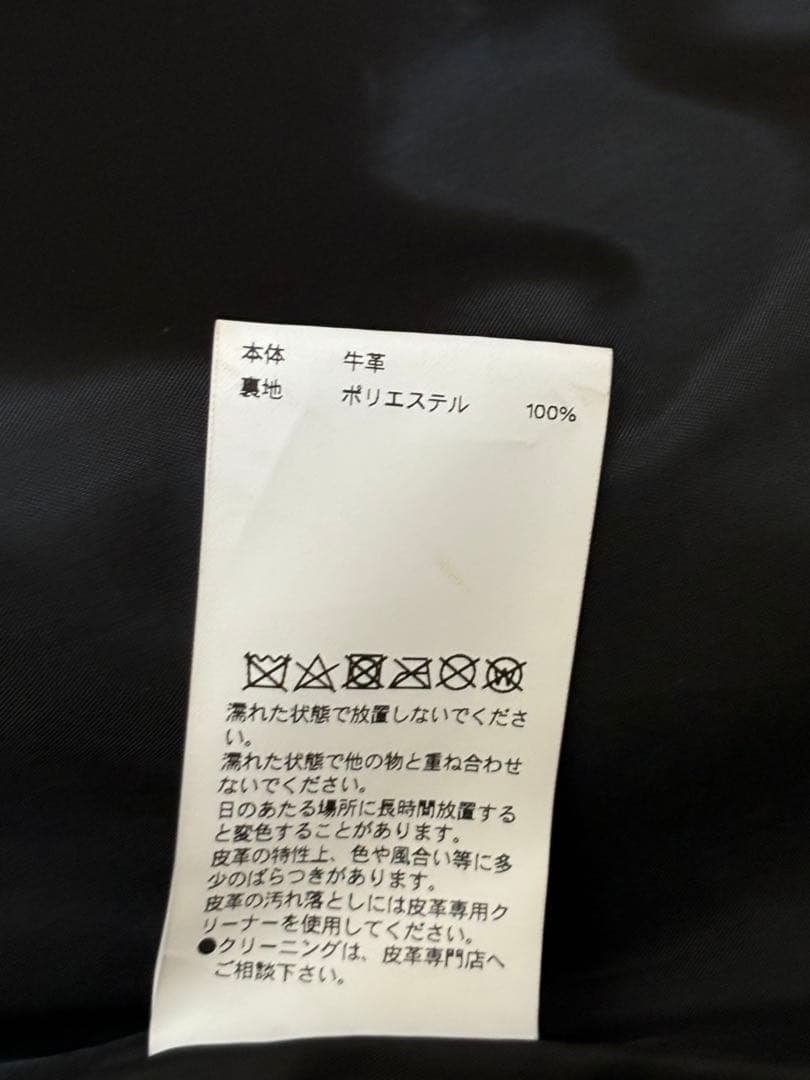 本体 牛革
裏地 ポリエステル 100%
濡れた状態で放置しないでくださ
い。
濡れた状態で他の物と重ね合わせ
ないでください。
日のあたる場所に長時間放置する
と変色することがあります。
皮革の特性上、色や風合い等に多
少のばらつきがあります。
皮革の汚れ落としには皮革専用ク
リーナーを使用してください。
●クリーニングは、皮革専門店へ
ご相談下さい。